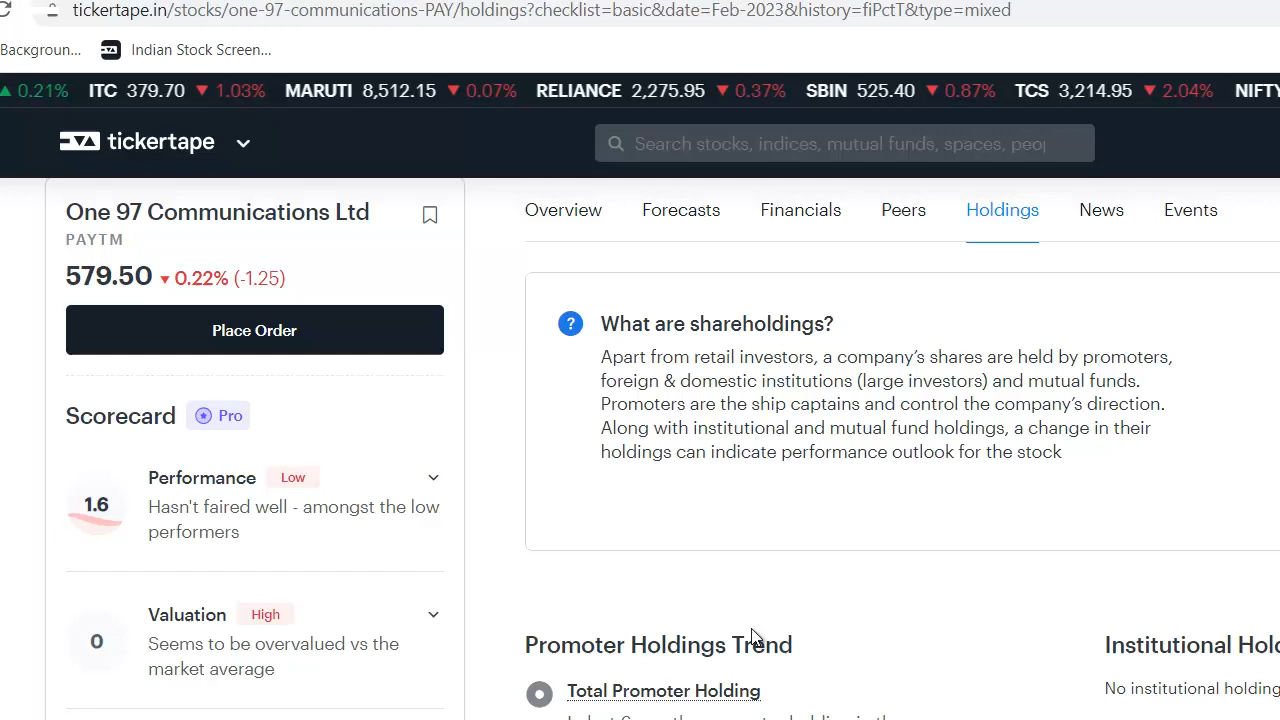 tickertape.in/stocks/one-97-communications-PAY/holdings?checklist=basic&date=Feb-2023&history=fiPctT&type=mixed
Backgroun... Indian Stock Screen...
▲ 0.21% ITC 379.70 ▼ 1.03% MARUTI 8,512.15 ▼ 0.07% RELIANCE 2,275.95 ▼ 0.37% SBIN 525.40 ▼ 0.87% TCS 3,214.95 ▼ 2.04% NIFTY
tickertape
Search stocks, indices, mutual funds, spaces,
One 97 Communications Ltd
PAYTM
579.50 ▼ 0.22% (-1.25)
Place Order
Scorecard Pro
1.6
Performance Low
Hasn't faired well - amongst the low
performers
0
Valuation High
Seems to be overvalued vs the
market average
Overview Forecasts Financials Peers Holdings News Events
? What are shareholdings?
Apart from retail investors, a company's shares are held by promoters,
foreign & domestic institutions (large investors) and mutual funds.
Promoters are the ship captains and control the company's direction.
Along with institutional and mutual fund holdings, a change in their
holdings can indicate performance outlook for the stock
Promoter Holdings Trend
Total Promoter Holding
Institutional
No institutional holding